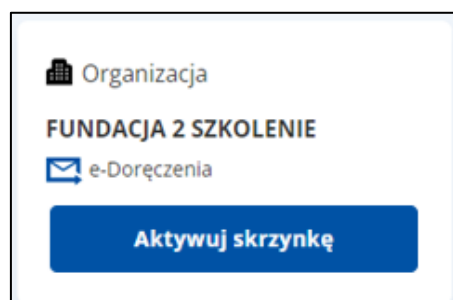 Organizacja
FUNDACJA 2 SZKOLENIE
e-Doręczenia
Aktywuj skrzynkę